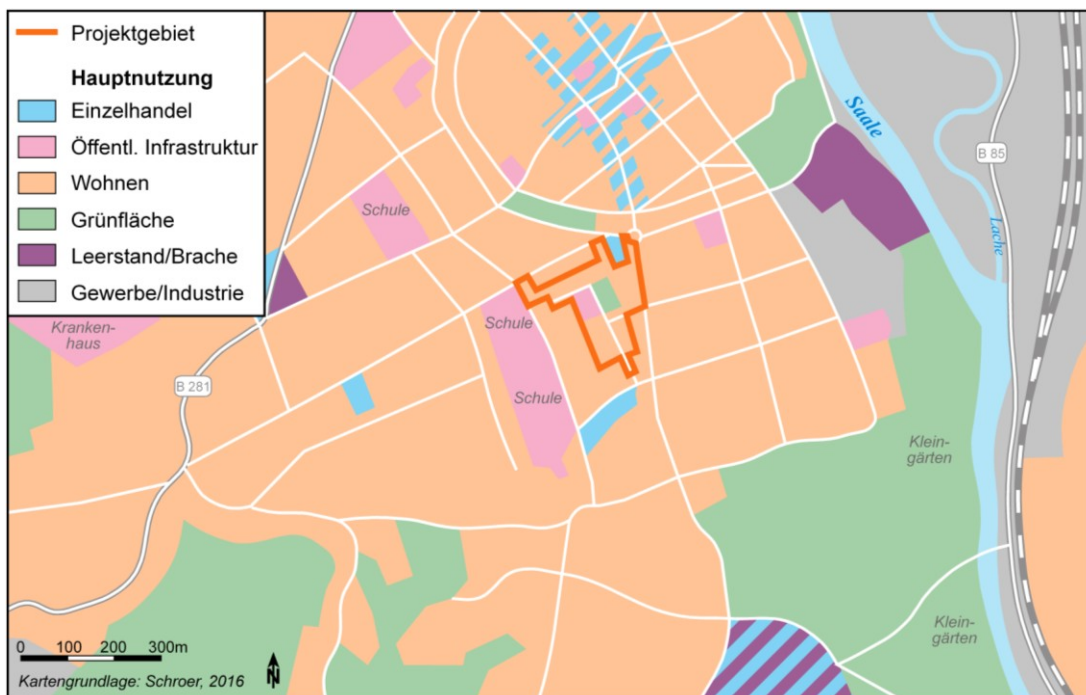 Projektgebiet
Hauptnutzung
Einzelhandel
Öffentl. Infrastruktur
Wohnen
Grünfläche
Leerstand/Brache
Gewerbe/Industrie
Saale
B 85
Lache
Schule
Kranken-
haus
Schule
B 281
Schule
Klein-
gärten
Klein-
gärten
0 100 200 300m
N
Kartengrundlage: Schroer, 2016